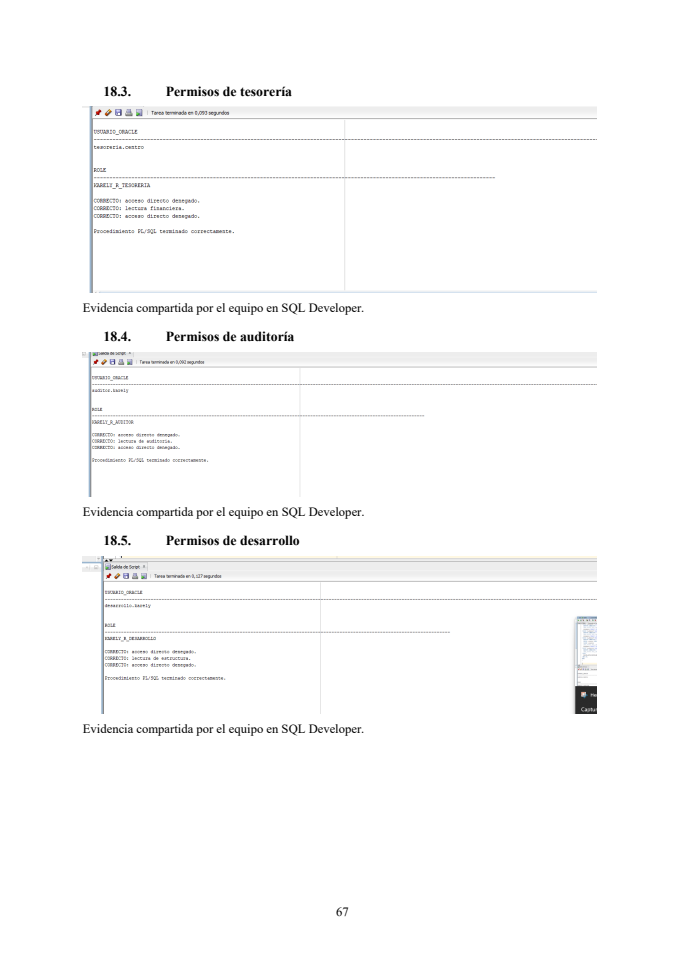 18.3. Permisos de tesorería
Tarea terminada en 0,093 segundos
USUARIO_ORACLE
tesoreria.centro
ROLE
KARELY_R_TESORERIA
CORRECTO: acceso directo denegado.
CORRECTO: lectura financiera.
CORRECTO: acceso directo denegado.
Procedimiento PL/SQL terminado correctamente.
Evidencia compartida por el equipo en SQL Developer.
18.4. Permisos de auditoría
Salida de Script
Tarea terminada en 0,092 segundos
USUARIO_ORACLE
auditor.karely
ROLE
KARELY_R_AUDITOR
CORRECTO: acceso directo denegado.
CORRECTO: lectura de auditoria.
CORRECTO: acceso directo denegado.
Procedimiento PL/SQL terminado correctamente.
Evidencia compartida por el equipo en SQL Developer.
18.5. Permisos de desarrollo
Salida de Script
Tarea terminada en 0,127 segundos
USUARIO_ORACLE
desarrollo.karely
ROLE
KARELY_R_DESARROLLO
CORRECTO: acceso directo denegado.
CORRECTO: lectura de estructura.
CORRECTO: acceso directo denegado.
Procedimiento PL/SQL terminado correctamente.
Captu
Evidencia compartida por el equipo en SQL Developer.
67